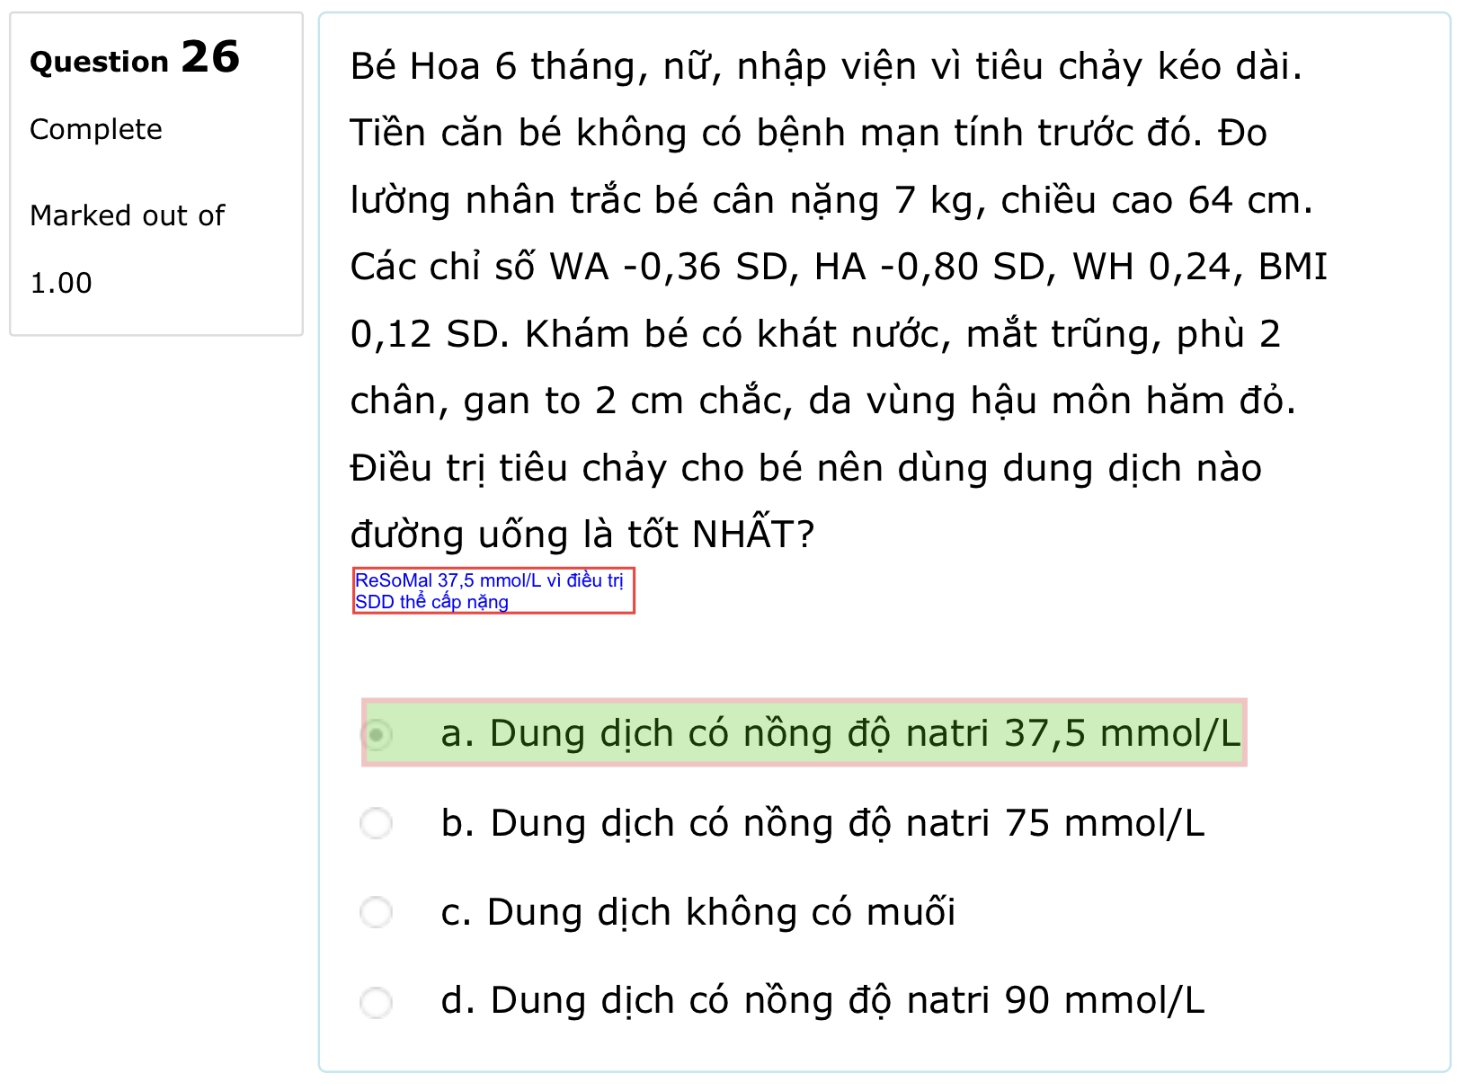 Question 26
Complete
Marked out of
1.00
Bé Hoa 6 tháng, nữ, nhập viện vì tiêu chảy kéo dài.
Tiền căn bé không có bệnh mạn tính trước đó. Đo
lường nhân trắc bé cân nặng 7 kg, chiều cao 64 cm.
Các chỉ số WA -0,36 SD, HA -0,80 SD, WH 0,24, BMI
0,12 SD. Khám bé có khát nước, mắt trũng, phù 2
chân, gan to 2 cm chắc, da vùng hậu môn hăm đỏ.
Điều trị tiêu chảy cho bé nên dùng dung dịch nào
đường uống là tốt NHẤT?
ReSoMal 37,5 mmol/L vì điều trị
SDD thể cấp nặng
a. Dung dịch có nồng độ natri 37,5 mmol/L
b. Dung dịch có nồng độ natri 75 mmol/L
c. Dung dịch không có muối
d. Dung dịch có nồng độ natri 90 mmol/L